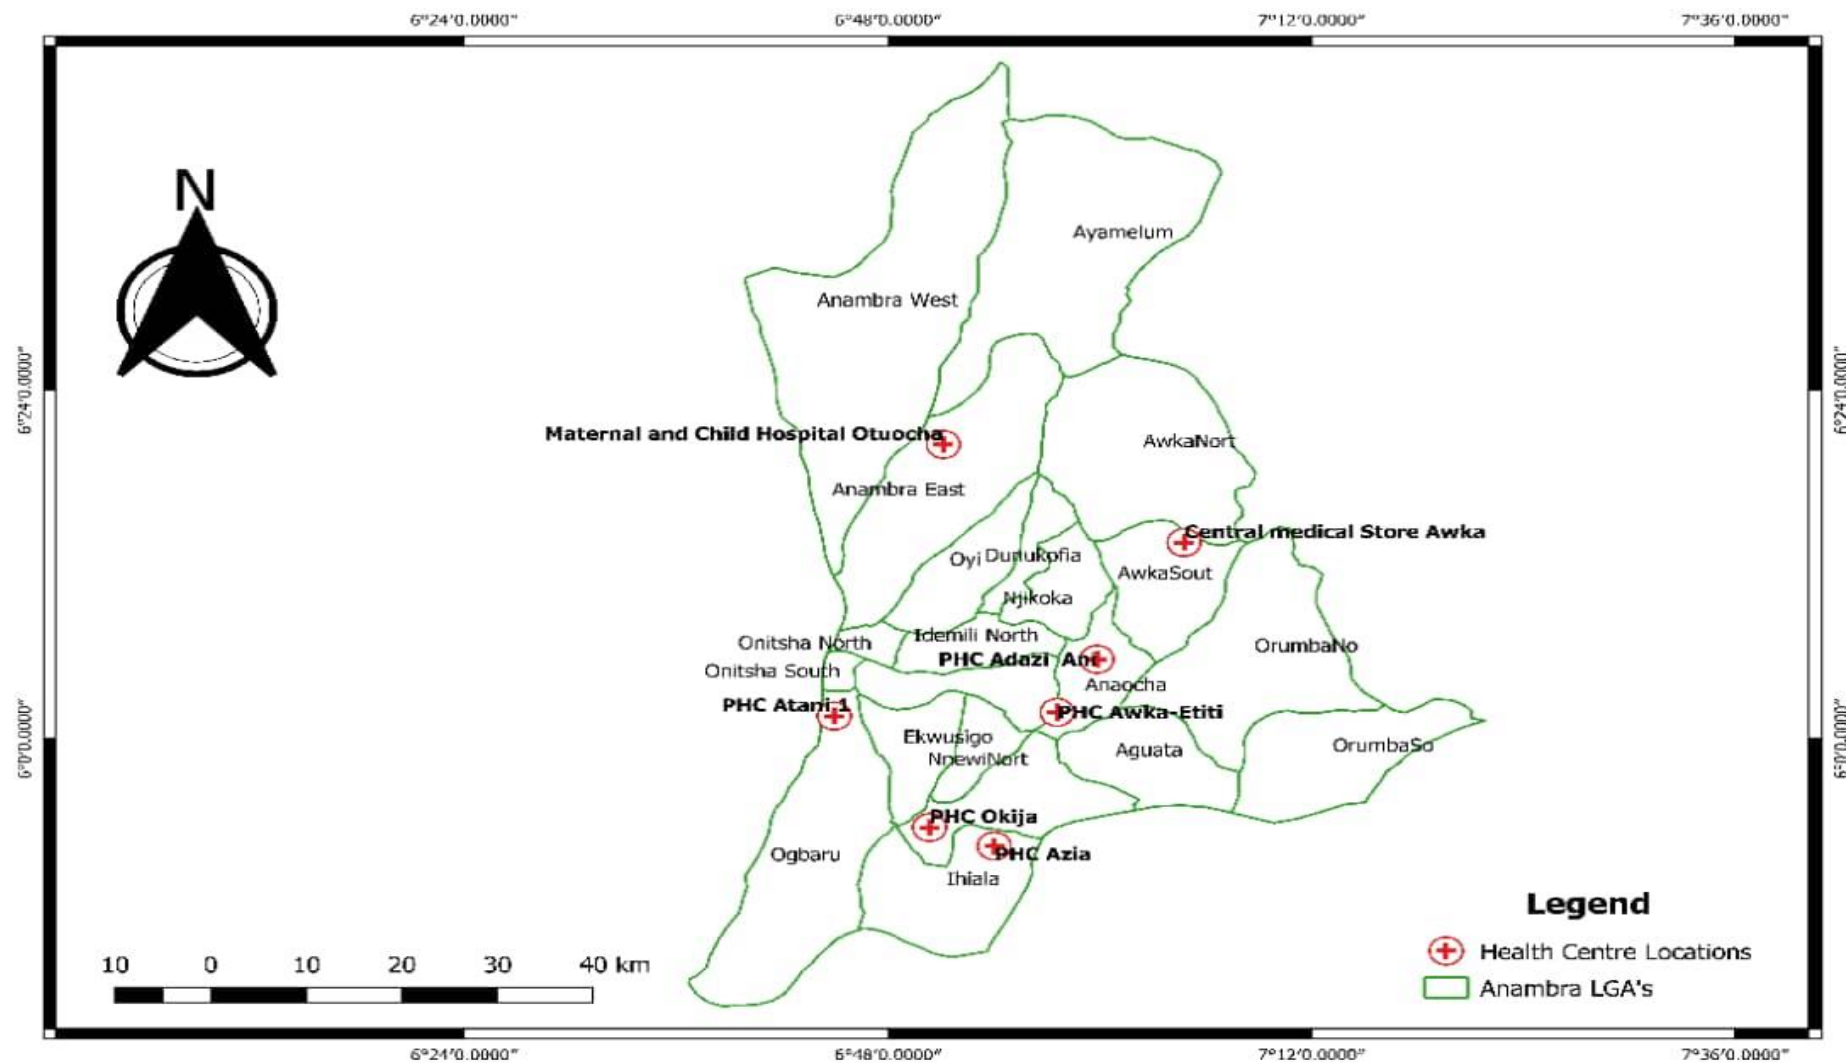 6°24'0.0000"
6°48'0.0000"
7°12'0.0000"
7°36'0.0000"
N
Ayamelum
Anambra West
6°24'0.0000"
6°24'0.0000"
Maternal and Child Hospital Otuocha
AwkaNort
Anambra East
Central medical Store Awka
Oyi
Dunukofia
AwkaSout
Njikoka
Idemili North
Onitsha North
OrumbaNo
PHC Adazi Ani
Onitsha South
Anaocha
PHC Atani 1
PHC Awka-Etiti
Ekwusigo
Aguata
OrumbaSo
6°0'0.0000"
6°0'0.0000"
NnewiNort
PHC Okija
Ogbaru
PHC Azia
Ihiala
Legend
Health Centre Locations
Anambra LGA's
10 0 10 20 30 40 km
6°24'0.0000"
6°48'0.0000"
7°12'0.0000"
7°36'0.0000"